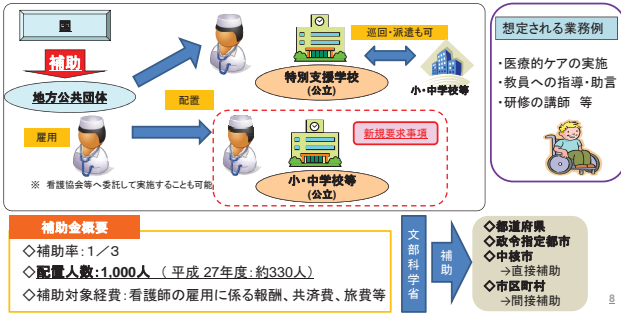 国
補助
地方公共団体
雇用
配置
特別支援学校
(公立)
巡回・派遣も可
小・中学校等
新規要求事項
小・中学校等
(公立)
※ 看護協会等へ委託して実施することも可能
想定される業務例
・医療的ケアの実施
・教員への指導・助言
・研修の講師 等
補助金概要
◇補助率:1/3
◇配置人数:1,000人 ( 平成 27年度:約330人)
◇補助対象経費:看護師の雇用に係る報酬、共済費、旅費等
文部科学省
補助
◇都道府県
◇政令指定都市
◇中核市
→直接補助
◇市区町村
→間接補助
8